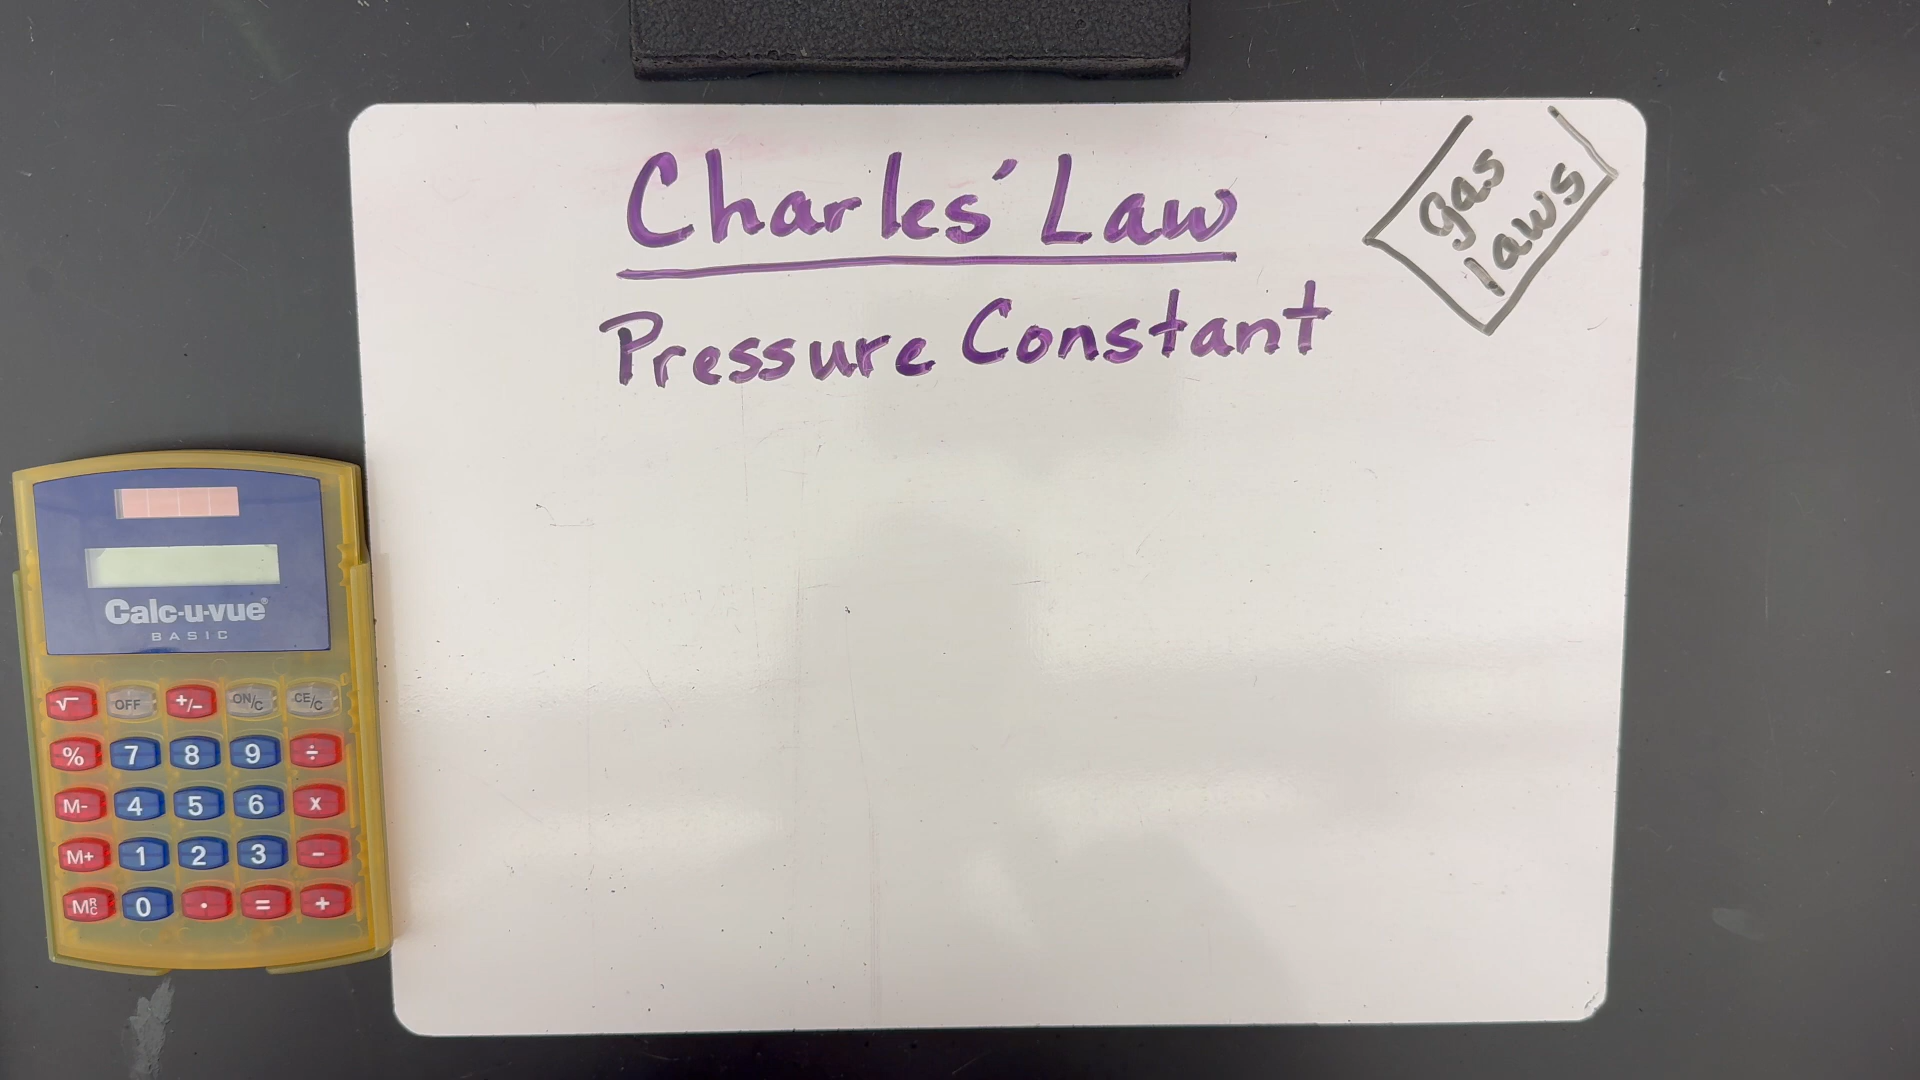 Charles' Law
gas
laws
Pressure Constant
Calc-u-vue®
BASIC
√ OFF +/- ON/C CE/C
% 7 8 9 ÷
M- 4 5 6 x
M+ 1 2 3 -
MR/C 0 . = +